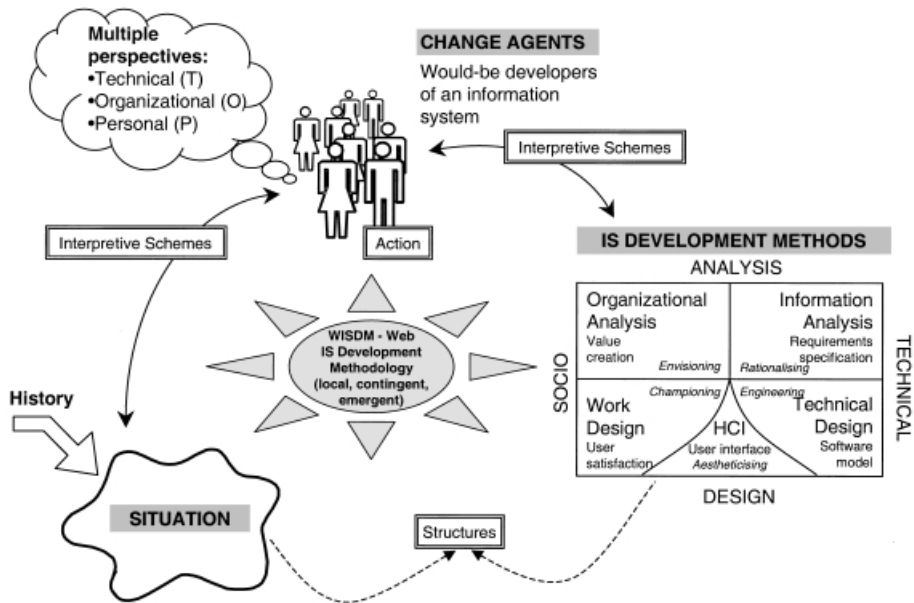 Multiple
perspectives:
•Technical (T)
•Organizational (O)
•Personal (P)
CHANGE AGENTS
Would-be developers
of an information
system
Interpretive Schemes
Interpretive Schemes
Action
IS DEVELOPMENT METHODS
ANALYSIS
Organizational
Analysis
Value
creation
Envisioning
Information
Analysis
Requirements
specification
Rationalising
SOCIO
TECHNICAL
WISDM - Web
IS Development
Methodology
(local, contingent,
emergent)
Championing
Engineering
Work
Design
User
satisfaction
HCI
User interface
Aestheticising
Technical
Design
Software
model
DESIGN
History
SITUATION
Structures